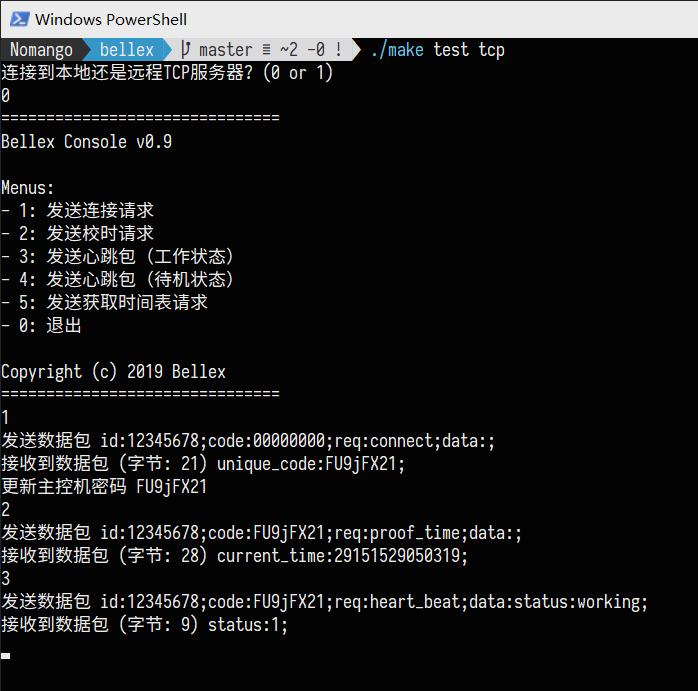 Windows PowerShell
Nomango bellex master ≡ ~2 -0 ! ./make test tcp
连接到本地还是远程TCP服务器? (0 or 1)
0
===============================
Bellex Console v0.9
Menus:
- 1: 发送连接请求
- 2: 发送校时请求
- 3: 发送心跳包 (工作状态)
- 4: 发送心跳包 (待机状态)
- 5: 发送获取时间表请求
- 0: 退出
Copyright (c) 2019 Bellex
===============================
1
发送数据包 id:12345678;code:00000000;req:connect;data:;
接收到数据包 (字节: 21) unique_code:FU9jFX21;
更新主控机密码 FU9jFX21
2
发送数据包 id:12345678;code:FU9jFX21;req:proof_time;data:;
接收到数据包 (字节: 28) current_time:29151529050319;
3
发送数据包 id:12345678;code:FU9jFX21;req:heart_beat;data:status:working;
接收到数据包 (字节: 9) status:1;